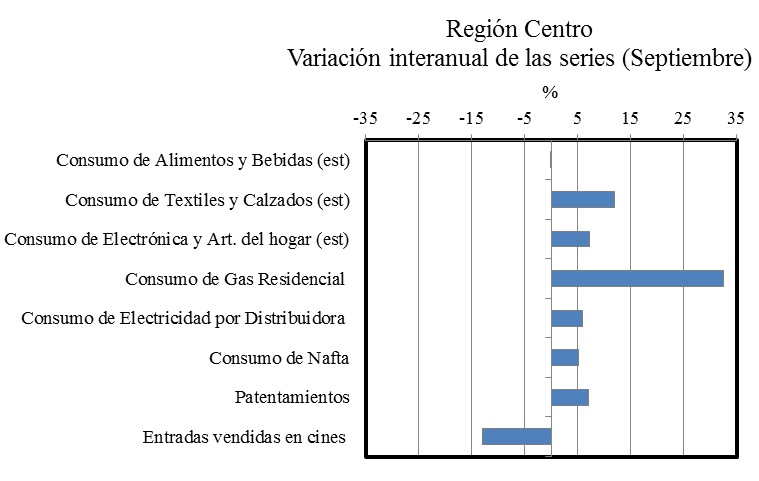 Región Centro
Variación interanual de las series (Septiembre)
%
-35 -25 -15 -5 5 15 25 35
Consumo de Alimentos y Bebidas (est)
Consumo de Textiles y Calzados (est)
Consumo de Electrónica y Art. del hogar (est)
Consumo de Gas Residencial
Consumo de Electricidad por Distribuidora
Consumo de Nafta
Patentamientos
Entradas vendidas en cines